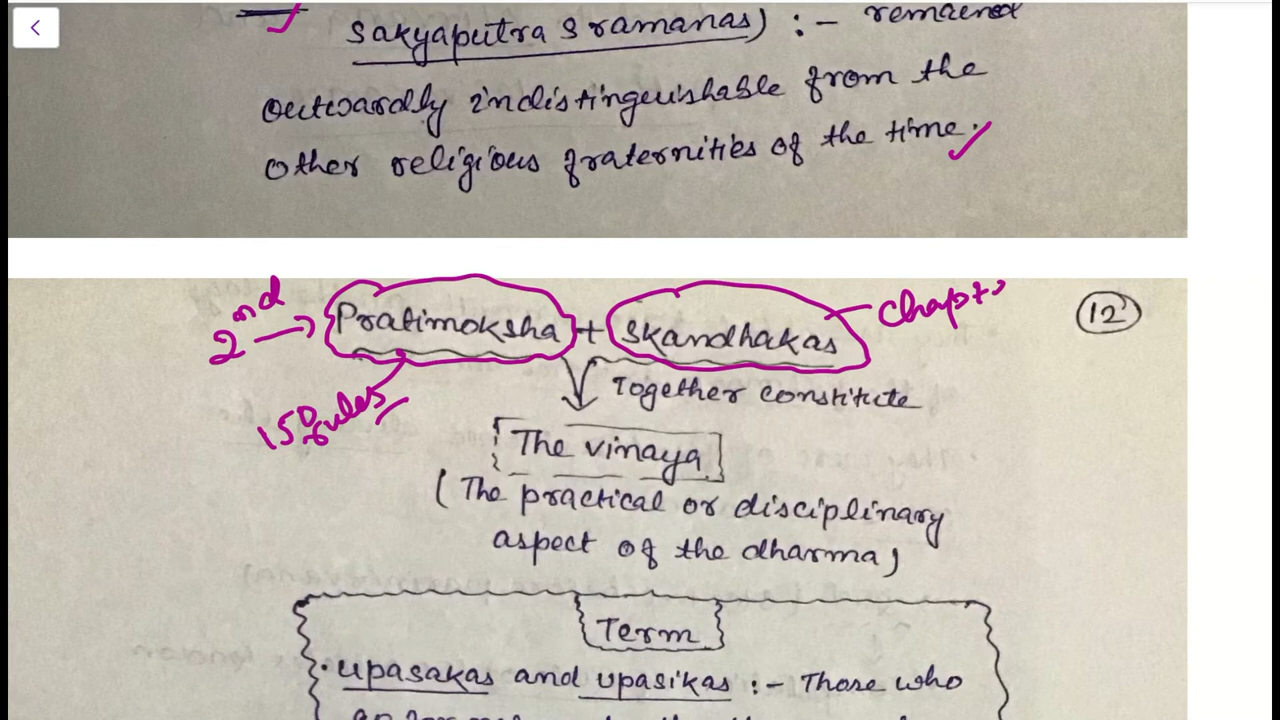 Sakyaputra Sramanas) :- remained
outwardly indistinguishable from the
other religious fraternities of the time.
2nd → Pratimoksha + Skandhakas
150 rules
Together constitute
The vinaya
(The practical or disciplinary
aspect of the dharma)
12
Term
• upasakas and upasikas :- Those who